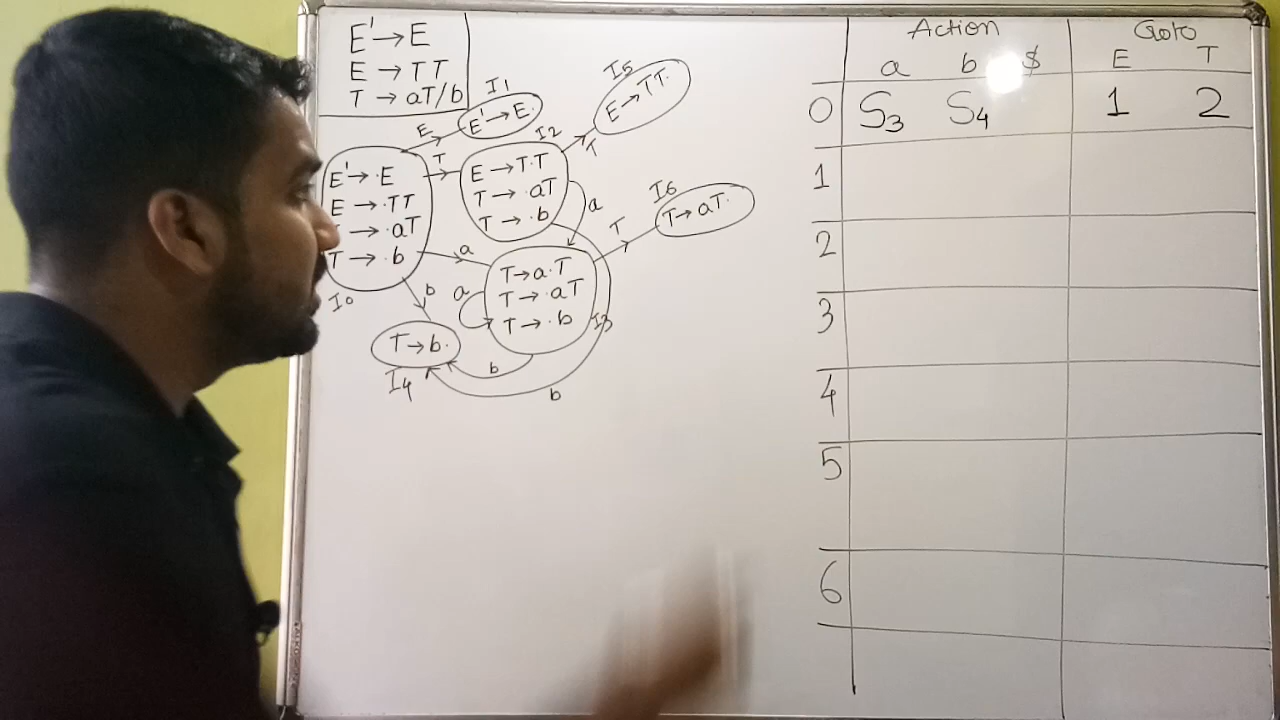 E'→E
E → TT
T → aT/b
E
E'→E.
I1
T
I2
E→T.T
T→ .aT
T→ .b
T
E→TT.
I5
E'→ .E
E → .TT
→ .aT
T → .b
I0
a
b
a
T→a.T
T→ .aT
T→ .b
I3
a
T
T→aT.
I6
T→b.
I4
b
b
Action Goto
a b $ E T
0 S3 S4 1 2
1
2
3
4
5
6